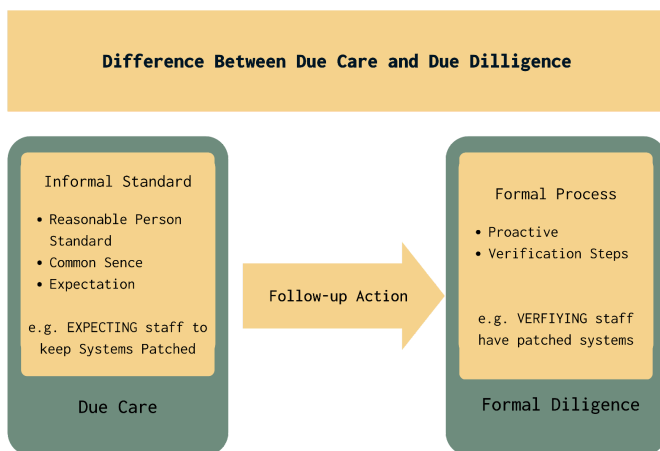 Difference Between Due Care and Due Dilligence
Informal Standard
• Reasonable Person
Standard
• Common Sence
• Expectation
e.g. EXPECTING staff to
keep Systems Patched
Due Care
Follow-up Action
Formal Process
• Proactive
• Verification Steps
e.g. VERFIYING staff
have patched systems
Formal Diligence